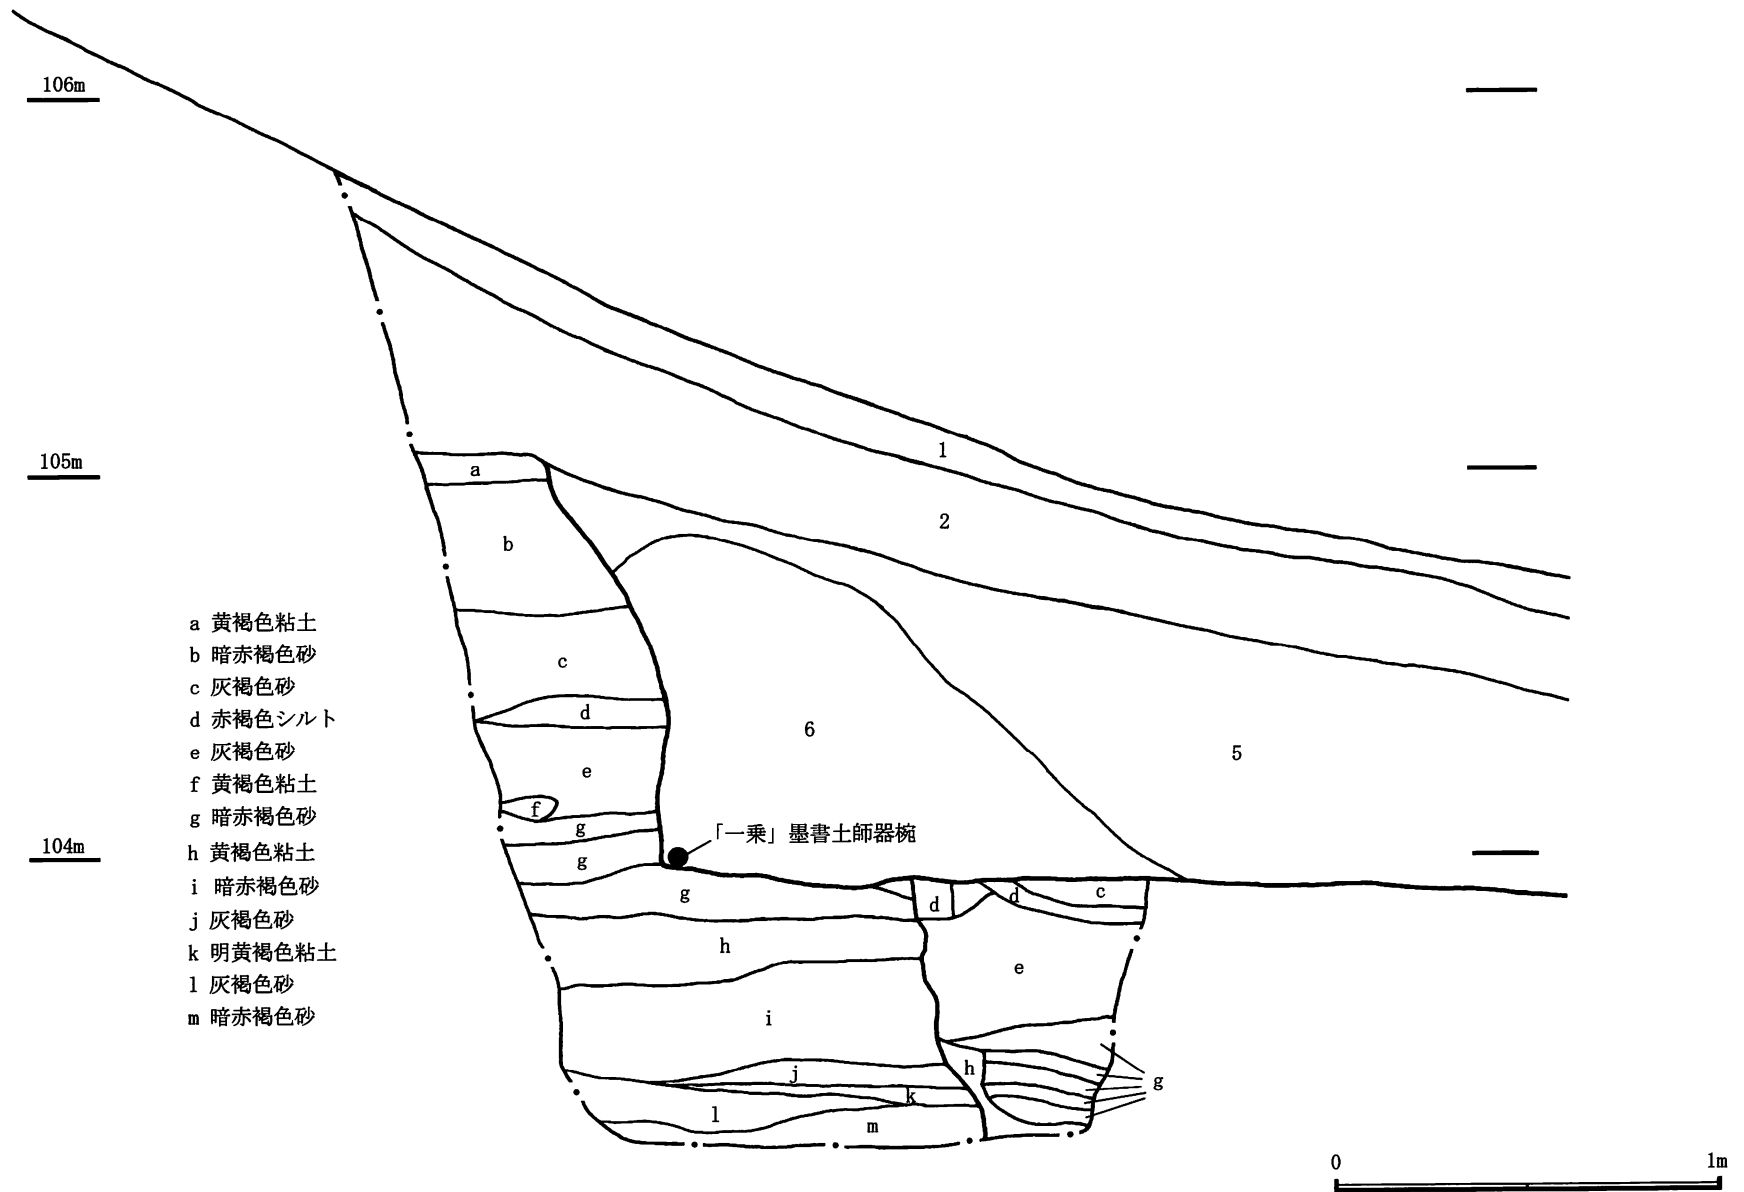 106m
1
105m
a
2
b
a 黄褐色粘土
b 暗赤褐色砂
c 灰褐色砂
d 赤褐色シルト
e 灰褐色砂
f 黄褐色粘土
g 暗赤褐色砂
h 黄褐色粘土
i 暗赤褐色砂
j 灰褐色砂
k 明黄褐色粘土
l 灰褐色砂
m 暗赤褐色砂
c
d
6
5
e
f
g
「一乗」墨書土師器椀
104m
g
g
d
d
c
h
e
i
h
j
g
k
l
m
0 1m